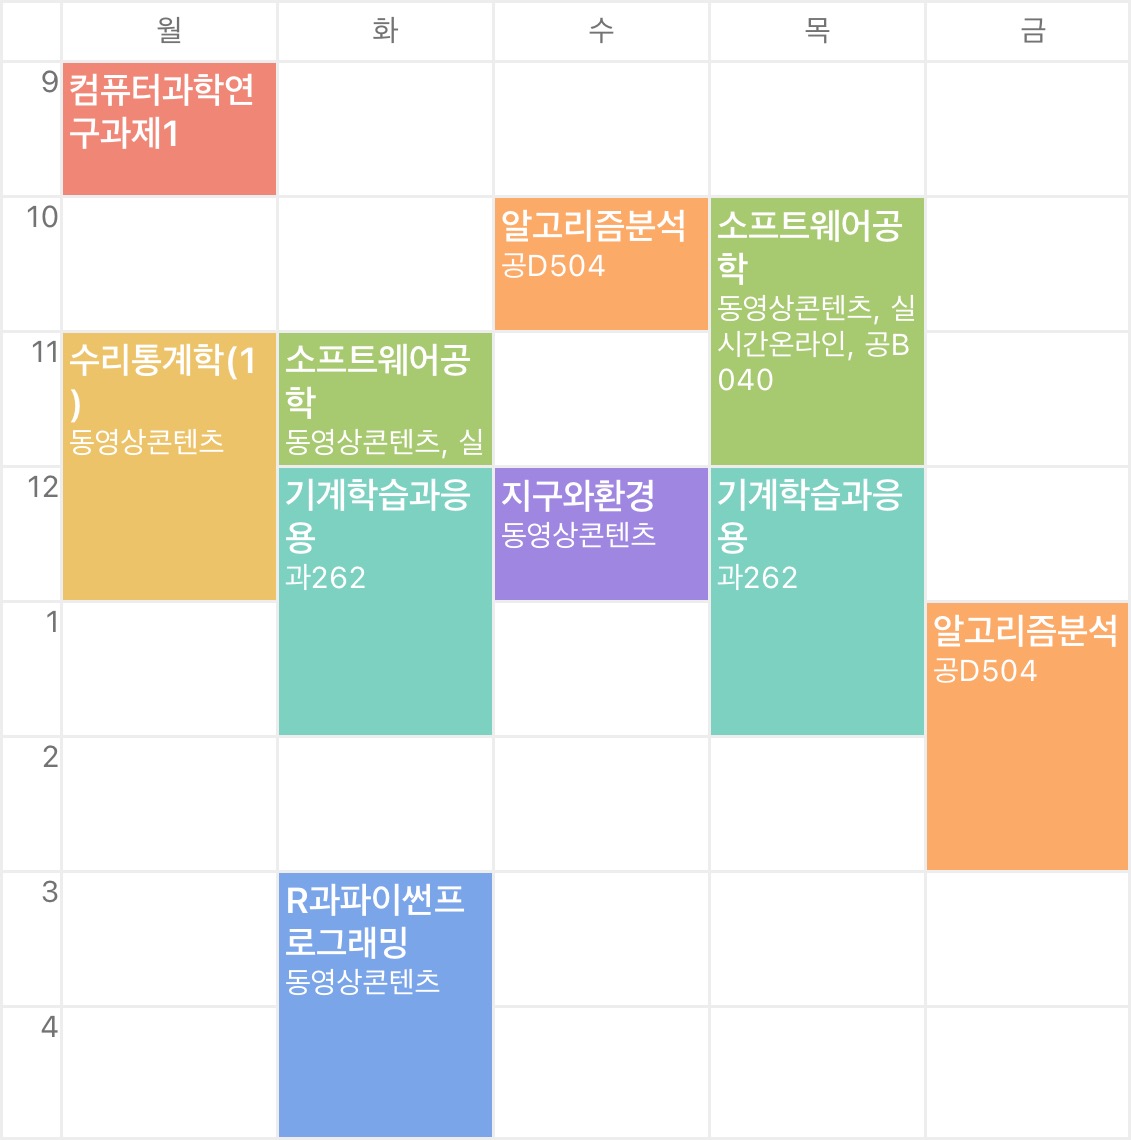 월 화 수 목 금
9
컴퓨터과학연
구과제1
10
알고리즘분석
공D504
소프트웨어공
학
동영상콘텐츠, 실
시간온라인, 공B
040
11
수리통계학(1
)
동영상콘텐츠
소프트웨어공
학
동영상콘텐츠, 실
12
기계학습과응
용
과262
지구와환경
동영상콘텐츠
기계학습과응
용
과262
1
알고리즘분석
공D504
2
3
R과파이썬프
로그래밍
동영상콘텐츠
4